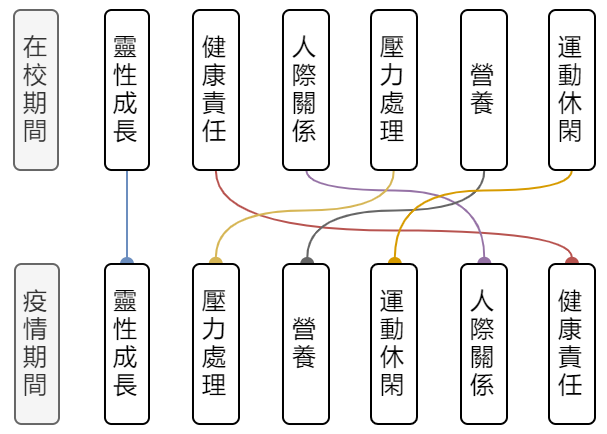 在校期間
靈性成長
健康責任
人際關係
壓力處理
營養
運動休閑
疫情期間
靈性成長
壓力處理
營養
運動休閑
人際關係
健康責任